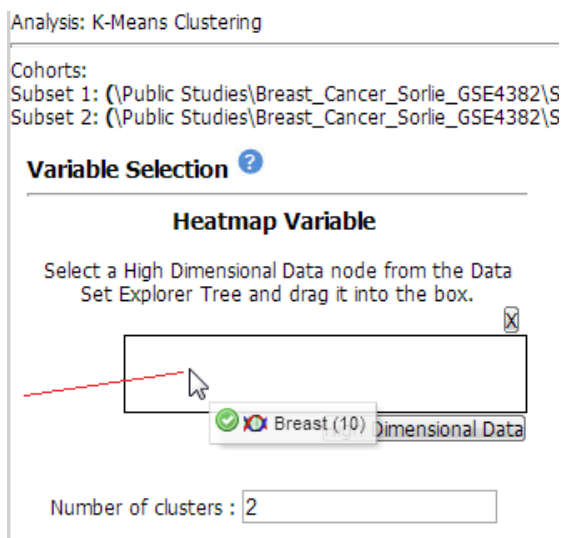 Analysis: K-Means Clustering
Cohorts:
Subset 1: (\Public Studies\Breast_Cancer_Sorlie_GSE4382\S
Subset 2: (\Public Studies\Breast_Cancer_Sorlie_GSE4382\S
Variable Selection ?
Heatmap Variable
Select a High Dimensional Data node from the Data
Set Explorer Tree and drag it into the box.
X
Breast (10)
High Dimensional Data
Number of clusters : 2